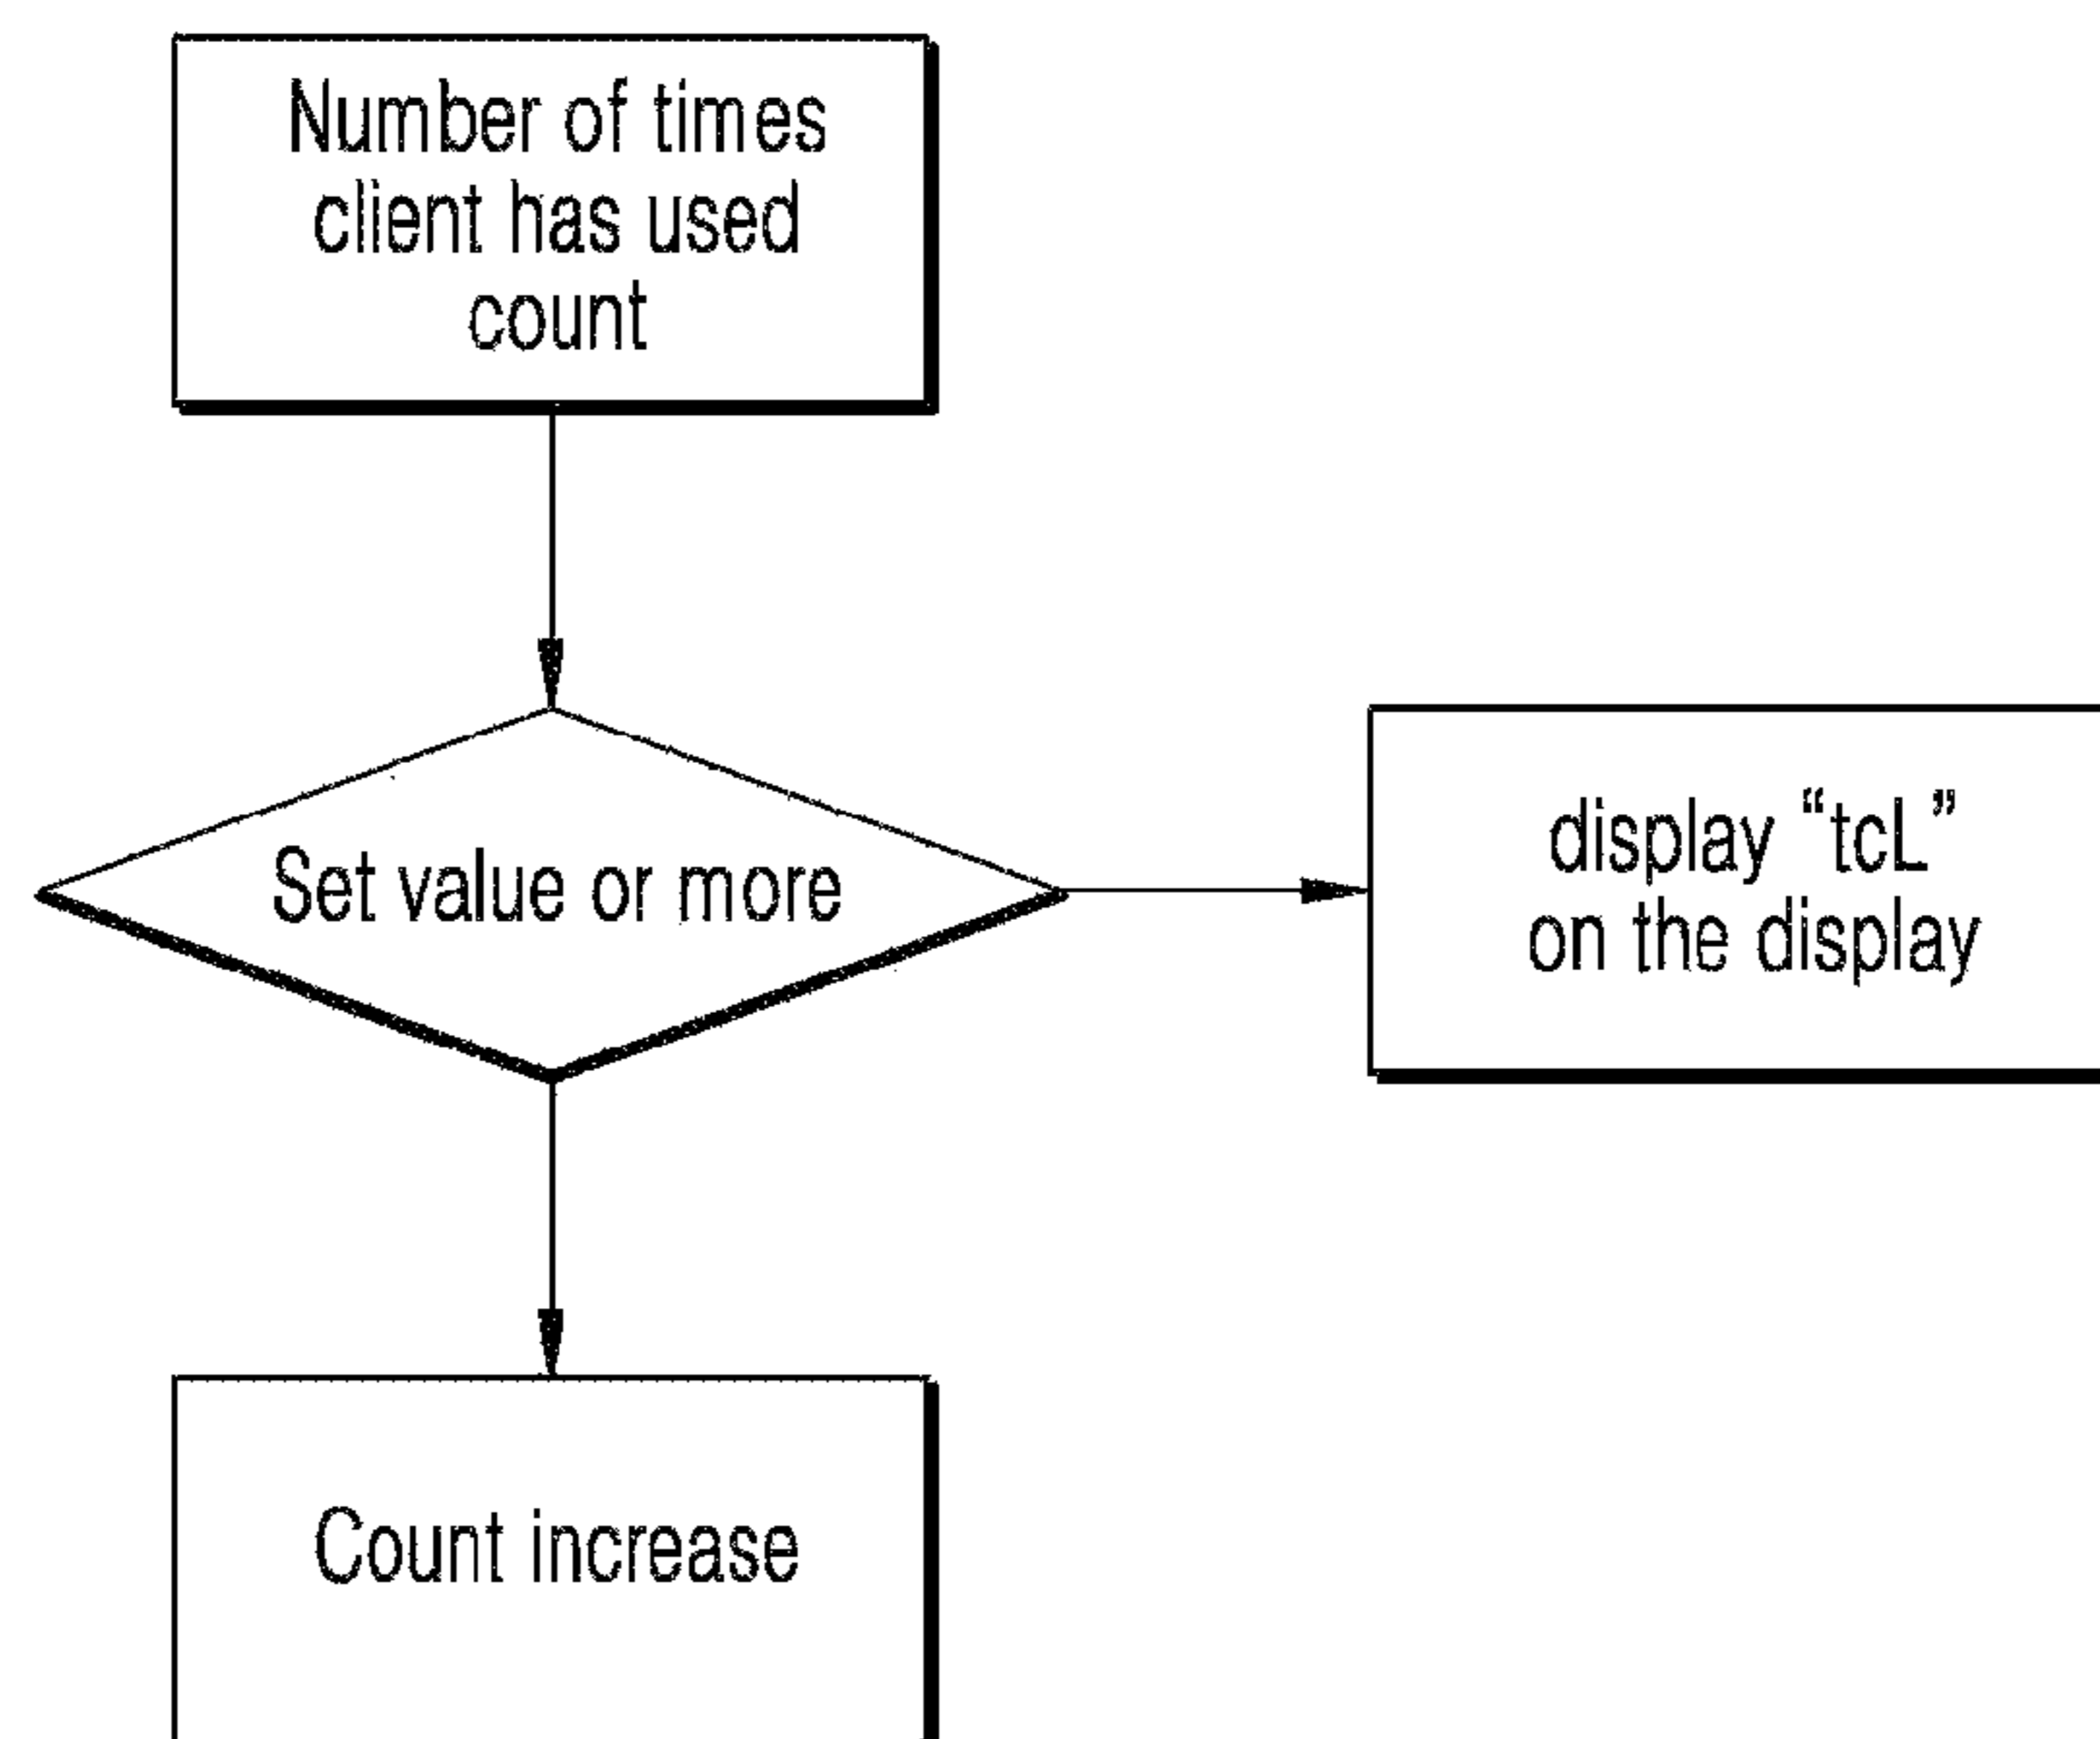 Number of times
client has used
count
Set value or more
display “tcL”
on the display
Count increase